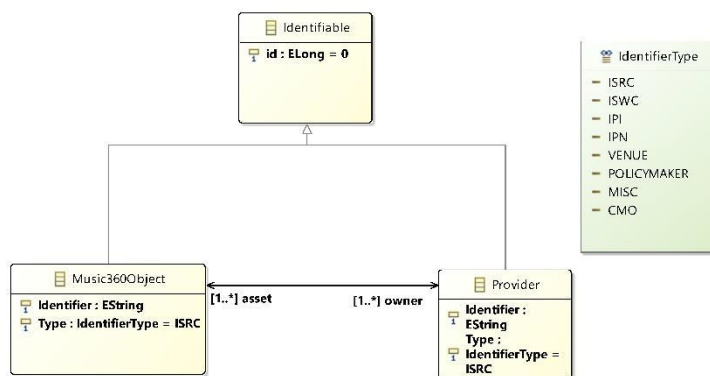 Identifiable
id : ELong = 0
IdentifierType
ISRC
ISWC
IPI
IPN
VENUE
POLICYMAKER
MISC
CMO
Music360Object
Identifier : EString
Type : IdentifierType = ISRC
[1..*] asset
[1..*] owner
Provider
Identifier :
EString
Type :
IdentifierType =
ISRC